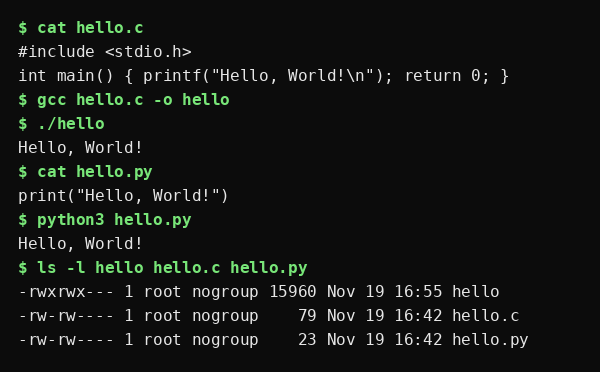 $ cat hello.c
#include <stdio.h>
int main() { printf("Hello, World!\n"); return 0; }
$ gcc hello.c -o hello
$ ./hello
Hello, World!
$ cat hello.py
print("Hello, World!")
$ python3 hello.py
Hello, World!
$ ls -l hello hello.c hello.py
-rwxrwx--- 1 root nogroup 15960 Nov 19 16:55 hello
-rw-rw---- 1 root nogroup    79 Nov 19 16:42 hello.c
-rw-rw---- 1 root nogroup    23 Nov 19 16:42 hello.py